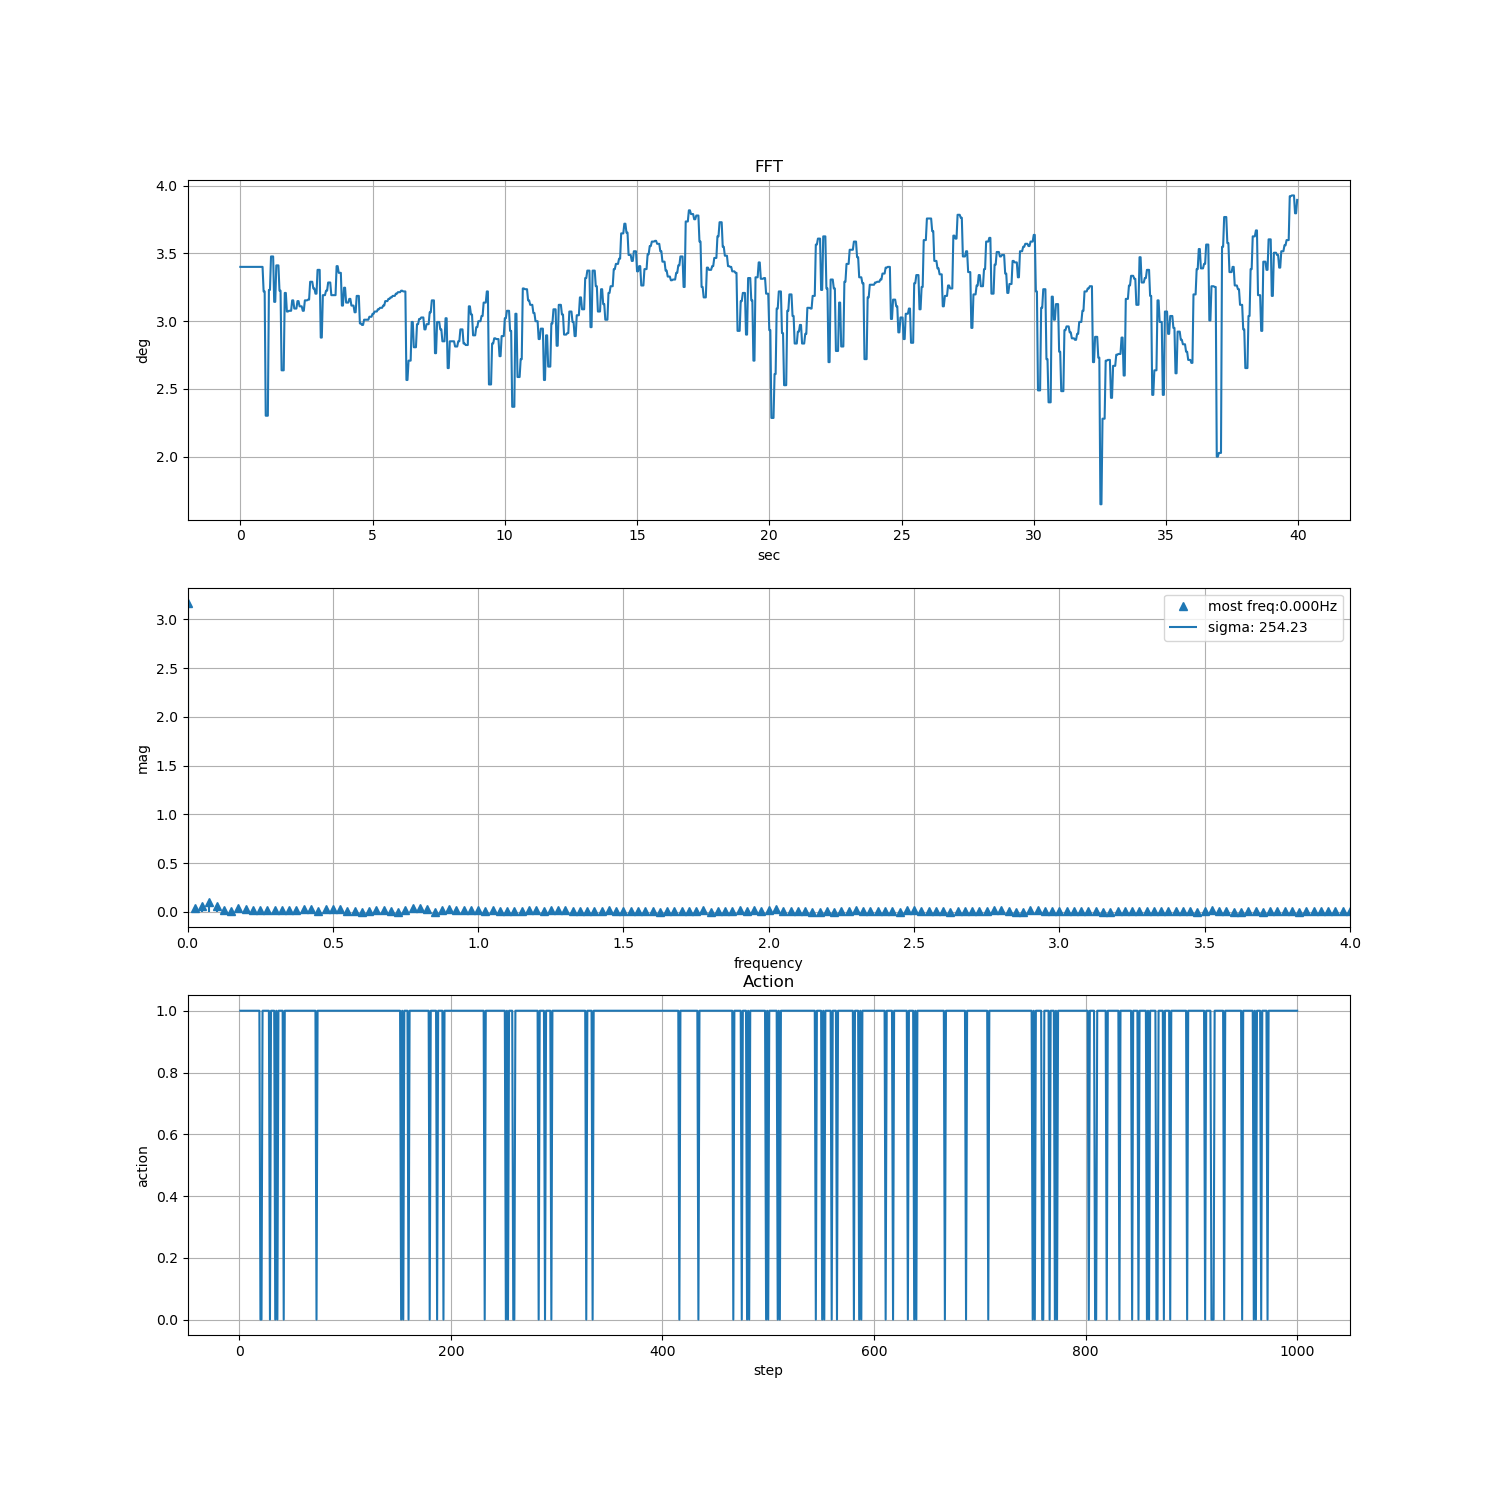 FFT
4.0
3.5
3.0
2.5
2.0
deg
0 5 10 15 20 25 30 35 40
sec
most freq:0.000Hz
sigma: 254.23
3.0
2.5
2.0
1.5
1.0
0.5
0.0
mag
0.0 0.5 1.0 1.5 2.0 2.5 3.0 3.5 4.0
frequency
Action
1.0
0.8
0.6
0.4
0.2
0.0
action
0 200 400 600 800 1000
step